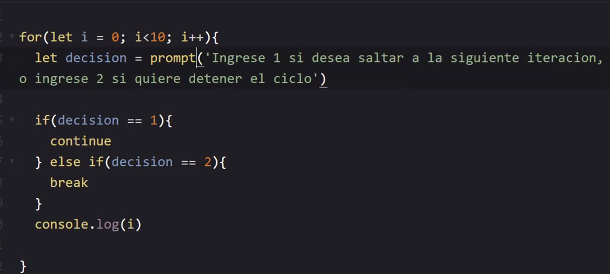 for(let i = 0; i<10; i++){
let decision = prompt('Ingrese 1 si desea saltar a la siguiente iteracion,
o ingrese 2 si quiere detener el ciclo')
if(decision == 1){
continue
} else if(decision == 2){
break
}
console.log(i)
}